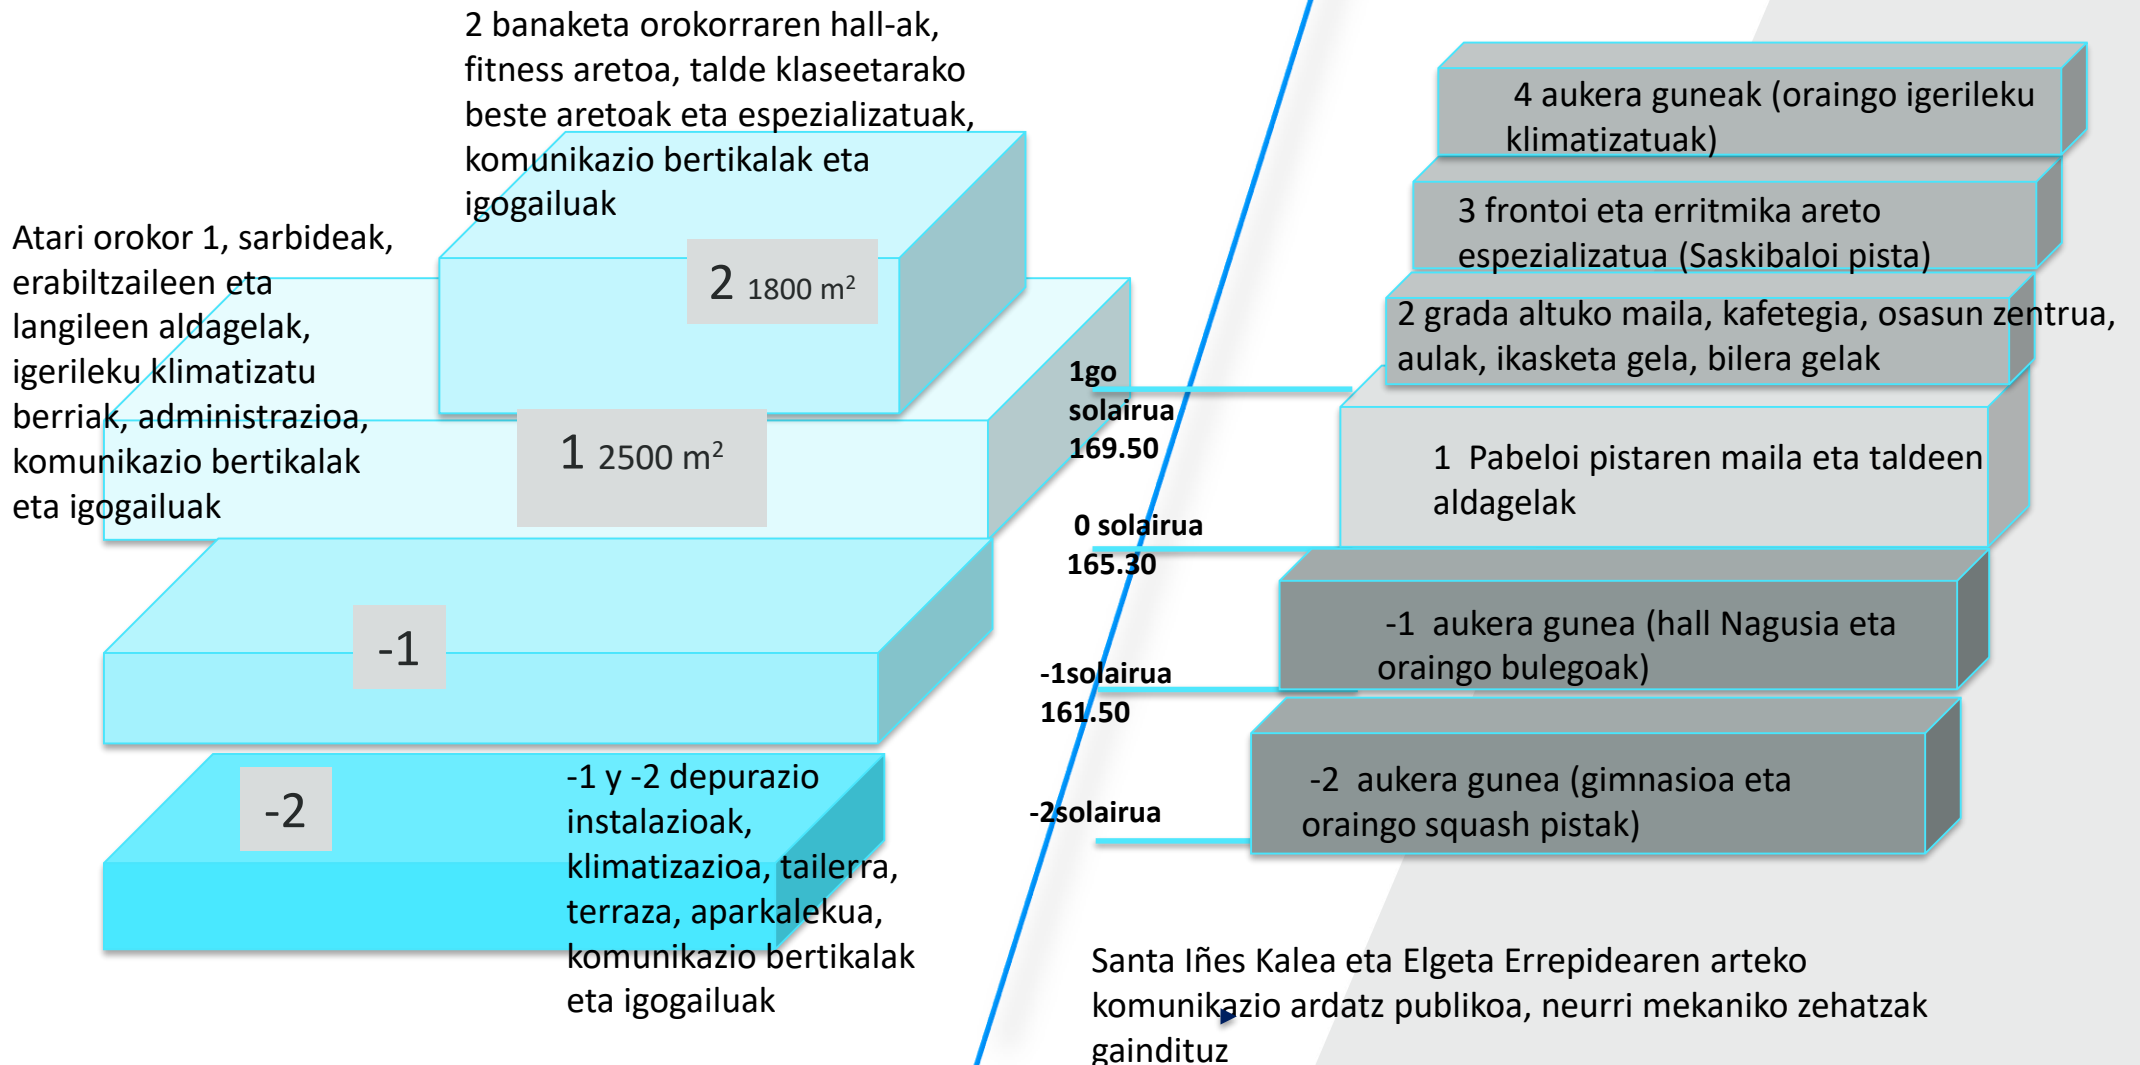 2 banaketa orokorraren hall-ak,
fitness aretoa, talde klaseetarako
beste aretoak eta espezializatuak,
komunikazio bertikalak eta
igogailuak
Atari orokor 1, sarbideak,
erabiltzaileen eta
langileen aldagelak,
igerileku klimatizatu
berriak, administrazioa,
komunikazio bertikalak
eta igogailuak
2 1800 m²
1 2500 m²
-1
-2
-1 y -2 depurazio
instalazioak,
klimatizazioa, tailerra,
terraza, aparkalekua,
komunikazio bertikalak
eta igogailuak
1go
solairua
169.50
0 solairua
165.30
-1solairua
161.50
-2solairua
4 aukera guneak (oraingo igerileku
klimatizatuak)
3 frontoi eta erritmika areto
espezializatua (Saskibaloi pista)
2 grada altuko maila, kafetegia, osasun zentrua,
aulak, ikasketa gela, bilera gelak
1 Pabeloi pistaren maila eta taldeen
aldagelak
-1 aukera gunea (hall Nagusia eta
oraingo bulegoak)
-2 aukera gunea (gimnasioa eta
oraingo squash pistak)
Santa Iñes Kalea eta Elgeta Errepidearen arteko
komunikazio ardatz publikoa, neurri mekaniko zehatzak
gaindituz